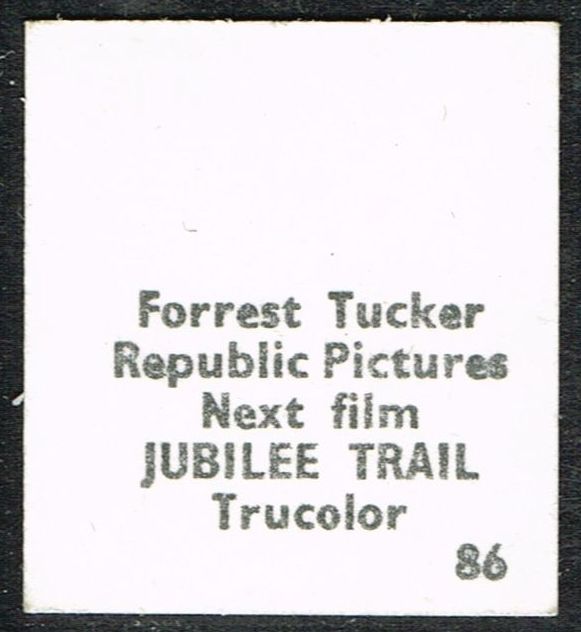 Forrest Tucker
Republic Pictures
Next film
JUBILEE TRAIL
Trucolor
86